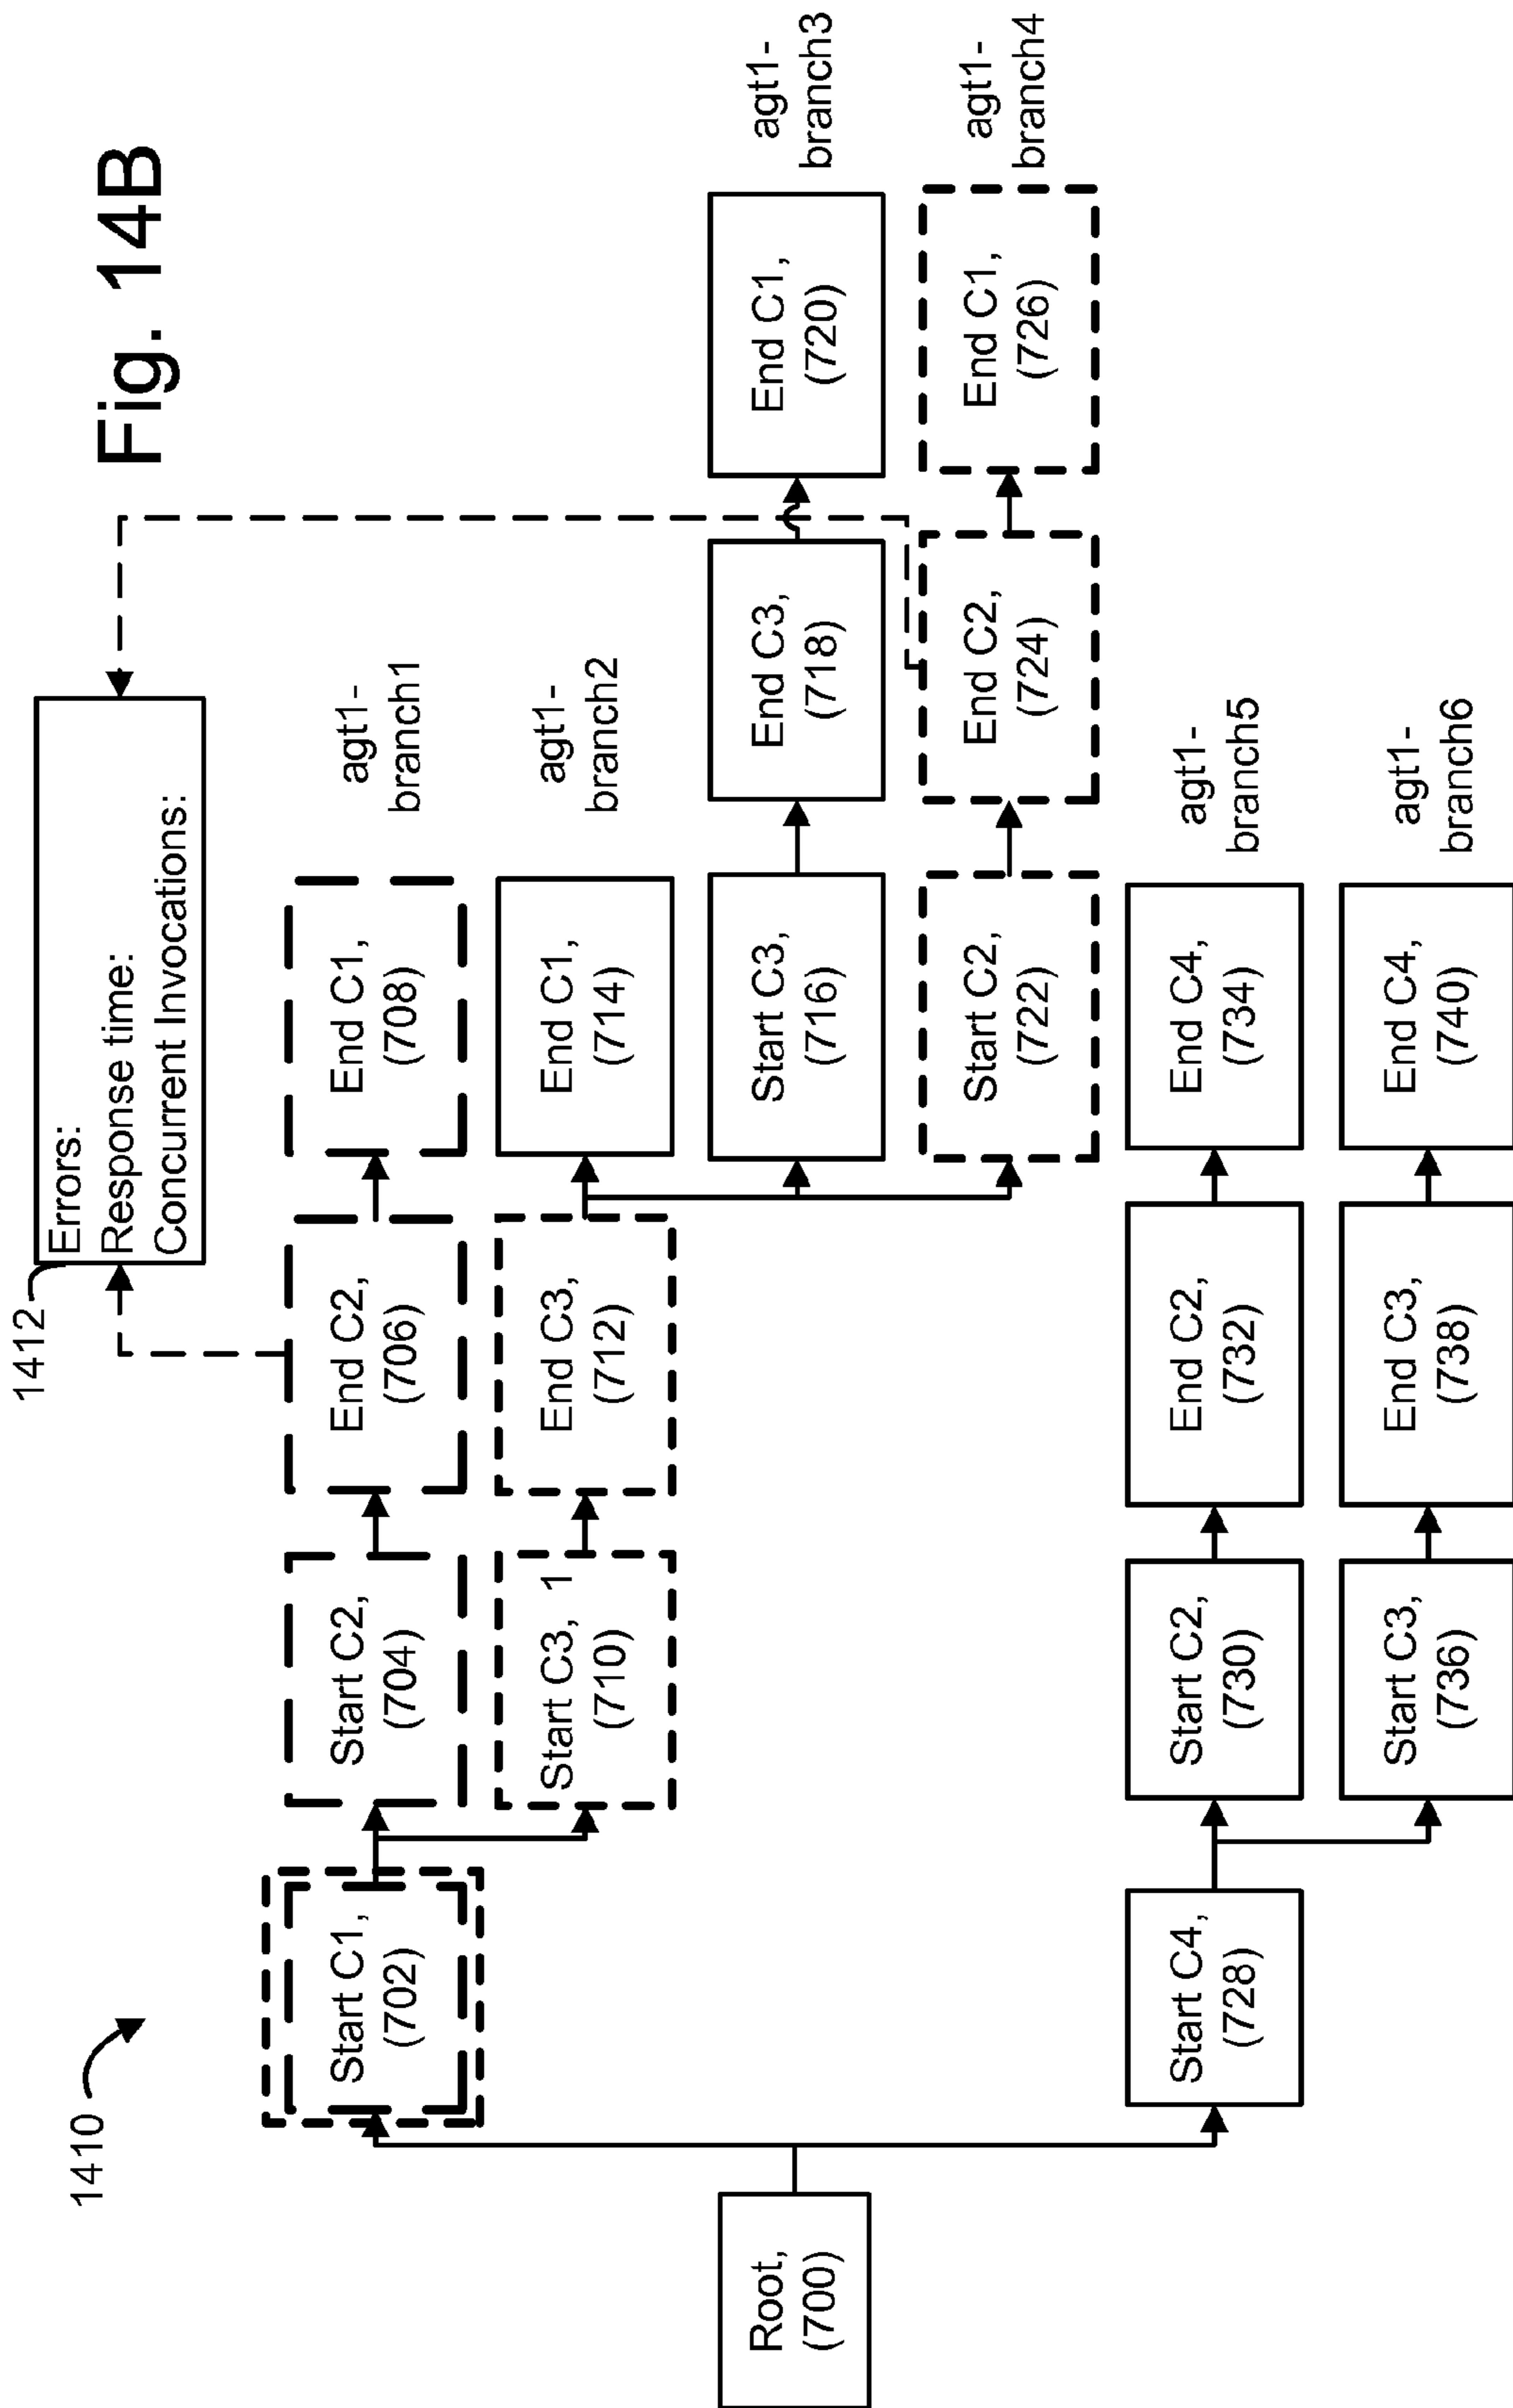 Fig. 14B
1412
Errors:
Response time:
Concurrent Invocations:
1410
Root,
(700)
Start C1,
(702)
Start C2,
(704)
End C2,
(706)
End C1,
(708)
agt1-
branch1
Start C3, 1
(710)
End C3,
(712)
End C1,
(714)
agt1-
branch2
Start C3,
(716)
End C3,
(718)
End C1,
(720)
agt1-
branch3
Start C2,
(722)
End C2,
(724)
End C1,
(726)
agt1-
branch4
Start C4,
(728)
Start C2,
(730)
End C2,
(732)
End C4,
(734)
agt1-
branch5
Start C3,
(736)
End C3,
(738)
End C4,
(740)
agt1-
branch6